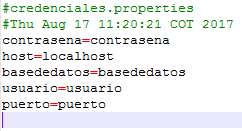 #credenciales.properties
#Thu Aug 17 11:20:21 COT 2017
contrasena=contrasena
host=localhost
basededatos=basededatos
usuario=usuario
puerto=puerto